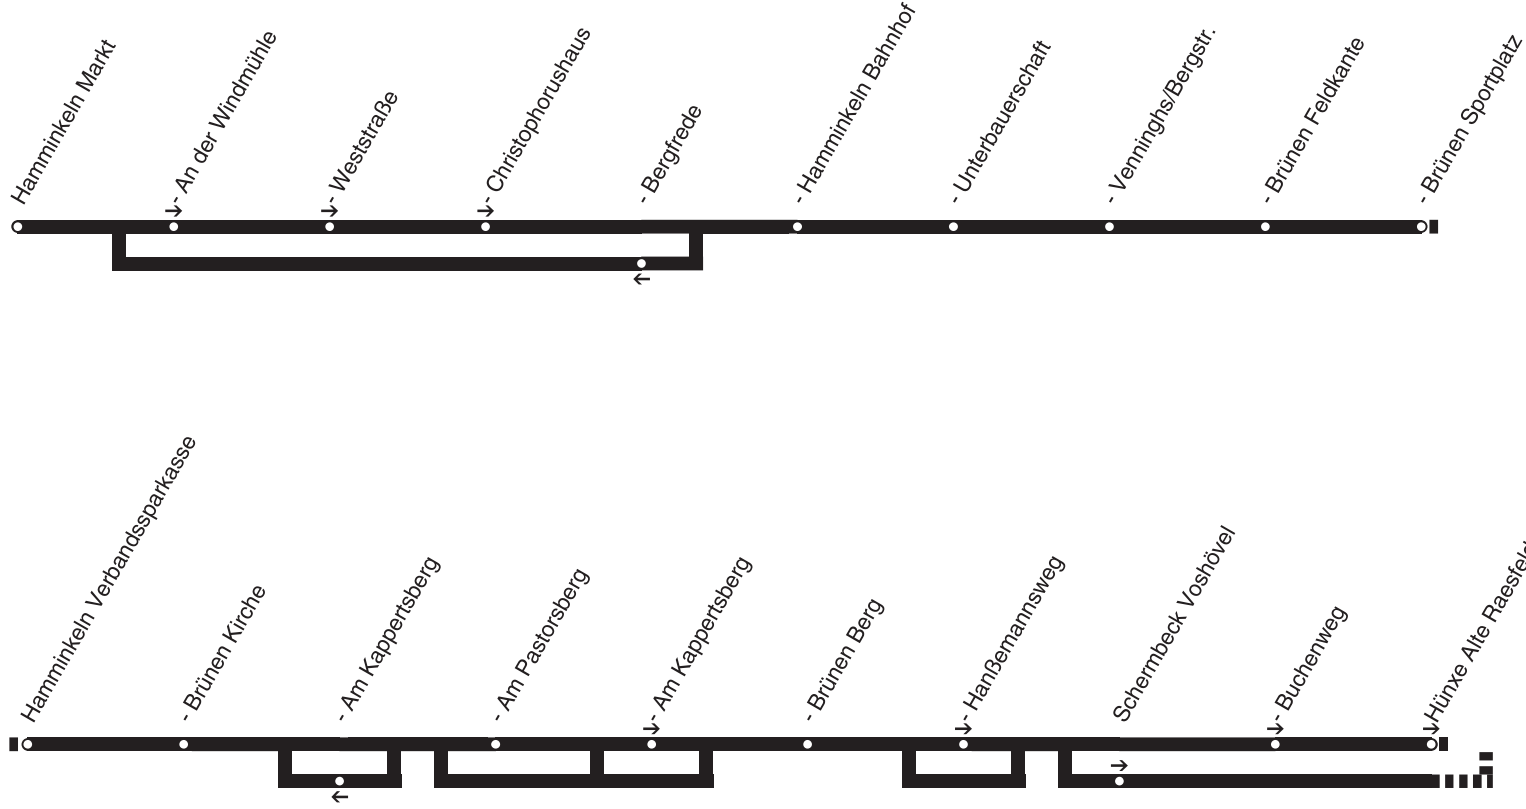 Hamminkeln Markt
- An der Windmühle
- Weststraße
- Christophorushaus
- Bergfrede
- Hamminkeln Bahnhof
- Unterbauerschaft
- Venninghs/Bergstr.
- Brünen Feldkante
- Brünen Sportplatz
Hamminkeln Verbandssparkasse
- Brünen Kirche
- Am Kappertsberg
- Am Pastorsberg
- Am Kappertsberg
- Brünen Berg
- Hanßemannsweg
Schermbeck Voshövel
- Buchenweg
Hünxe Alte